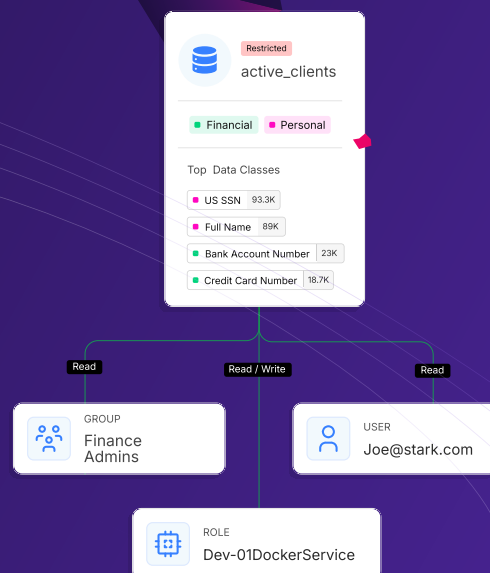 Restricted
active_clients
Financial
Personal
Top Data Classes
US SSN 93.3K
Full Name 89K
Bank Account Number 23K
Credit Card Number 18.7K
Read
Read / Write
Read
GROUP
Finance
Admins
USER
Joe@stark.com
ROLE
Dev-01DockerService